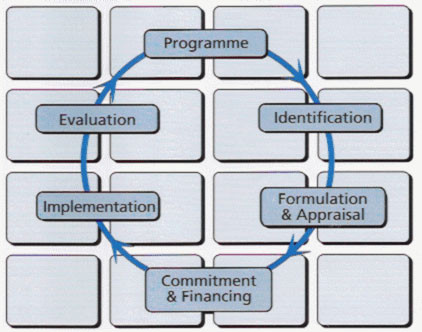 Programme
Identification
Formulation
& Appraisal
Commitment
& Financing
Implementation
Evaluation